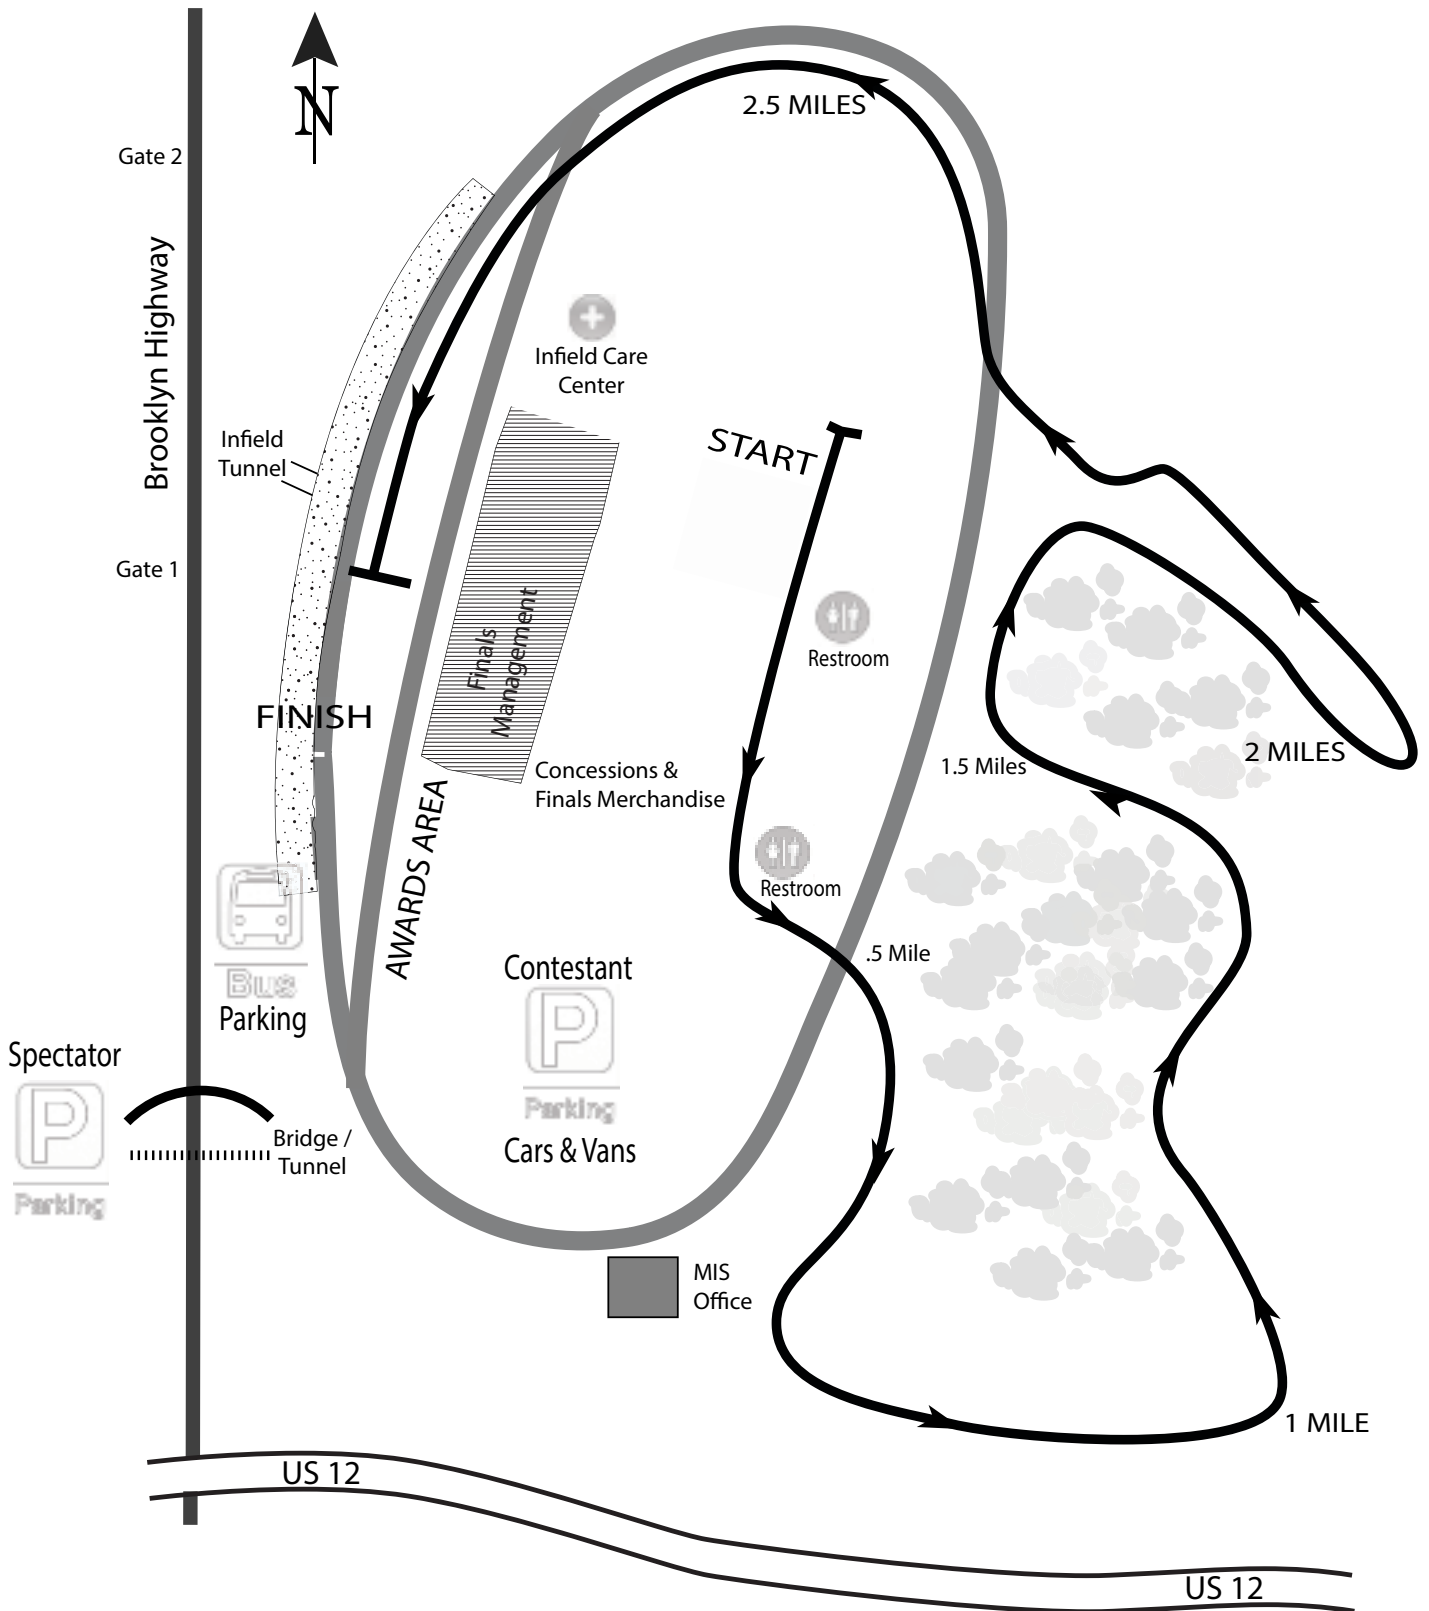 N
2.5 MILES
Gate 2
Brooklyn Highway
Infield Care
Center
START
Infield
Tunnel
Gate 1
Restroom
Finals
Management
FINISH
2 MILES
1.5 Miles
Concessions &
Finals Merchandise
AWARDS AREA
Restroom
.5 Mile
Contestant
P
Parking
Cars & Vans
Bus
Parking
Spectator
P
Parking
Bridge /
Tunnel
MIS
Office
1 MILE
US 12
US 12